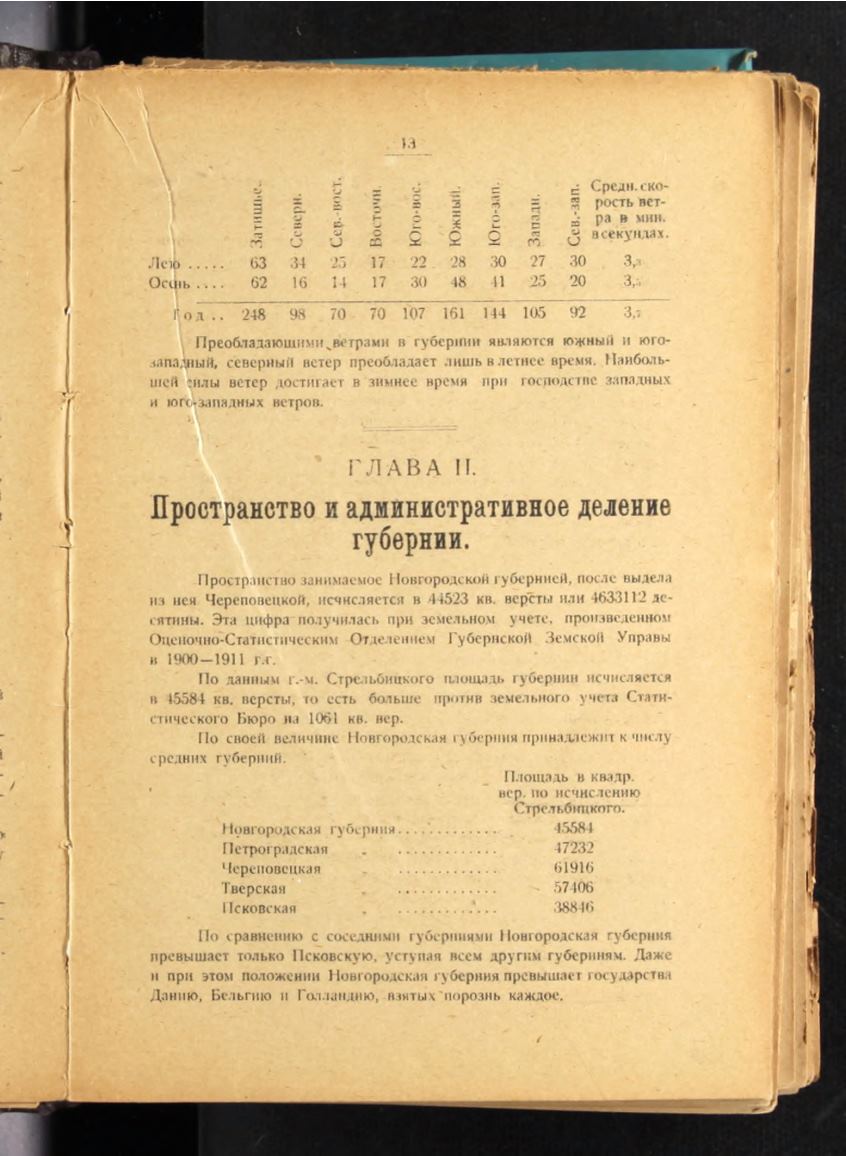 13
Затишье. Северн. Сев.-вост. Восточн. Юго-вос. Южный. Юго-зап. Западн. Сев.-зап. Средн. ско-
рость вет-
ра в мин.
в секундах.
Лето ..... 63 34 25 17 22 28 30 27 30
Осень .... 62 16 14 17 30 48 41 25 20
Год .. 248 98 70 70 107 161 144 105 92
Преобладающими ветрами в губернии являются южный и юго-
западный, северный ветер преобладает лишь в летнее время. Наиболь-
шей силы ветер достигает в зимнее время при господстве западных
и юго-западных ветров.
ГЛАВА II.
Пространство и административное деление
губернии.
Пространство занимаемое Новгородской губернией, после выдела
из нея Череповецкой, исчисляется в 44523 кв. версты или 4633112 де-
сятины. Эта цифра получилась при земельном учете, произведенном
Оценочно-Статистическим Отделением Губернской Земской Управы
в 1900—1911 г.г.
По данным г.-м. Стрельбицкого площадь губернии исчисляется
в 45584 кв. версты, то есть больше против земельного учета Стати-
стического Бюро на 1061 кв. вер.
По своей величине Новгородская губерния принадлежит к числу
средних губерний.
Площадь в квадр.
вер. по исчислению
Стрельбицкого.
Новгородская губерния............... 45584
Петроградская „ ............. 47232
Череповецкая „ ............. 61916
Тверская „ ............. 57406
Псковская „ ............. 38846
По сравнению с соседними губерниями Новгородская губерния
превышает только Псковскую, уступая всем другим губерниям. Даже
и при этом положении Новгородская губерния превышает государства
Данию, Бельгию и Голландию, взятых порознь каждое.